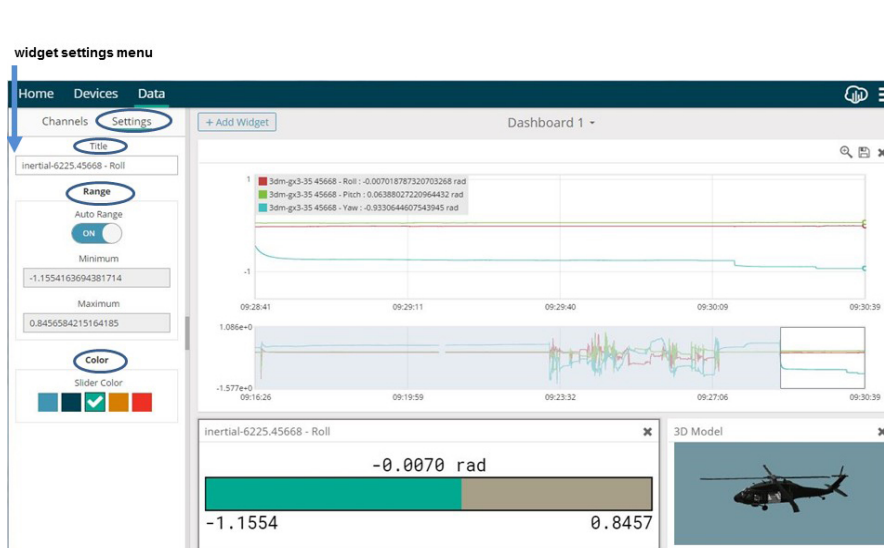 widget settings menu
Home Devices Data
Channels Settings
+ Add Widget
Dashboard 1
Title
inertial-6225.45668 - Roll
Range
Auto Range
ON
Minimum
-1.1554163694381714
Maximum
0.8456584215164185
Color
Slider Color
1
3dm-gx3-35 45668 - Roll : -0.007018787320703268 rad
3dm-gx3-35 45668 - Pitch : 0.06388027220964432 rad
3dm-gx3-35 45668 - Yaw : -0.9330644607543945 rad
-1
09:28:41 09:29:11 09:29:40 09:30:09 09:30:39
1.086e+0
-1.577e+0
09:16:26 09:19:59 09:23:32 09:27:06 09:30:39
inertial-6225.45668 - Roll
-0.0070 rad
-1.1554 0.8457
3D Model